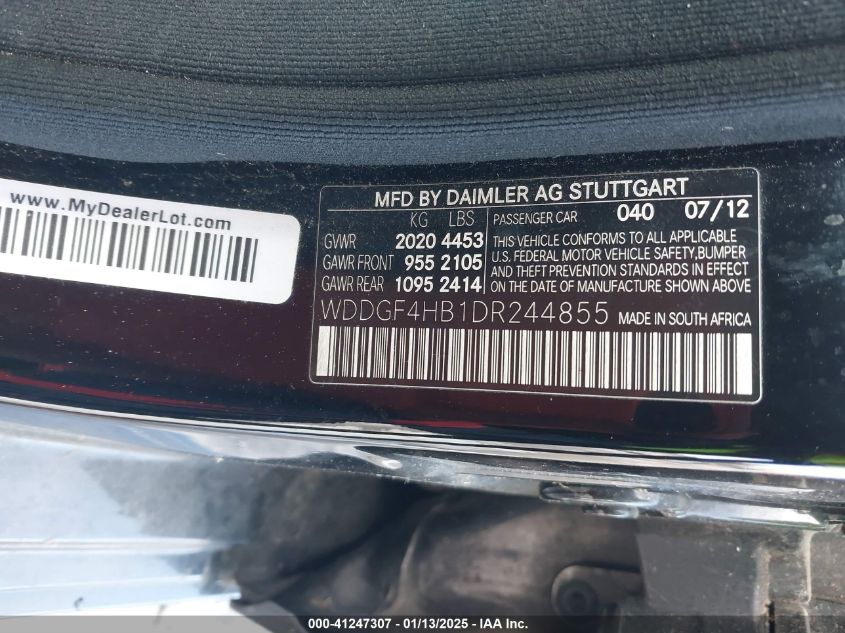 www.MyDealerLot.com
MFD BY DAIMLER AG STUTTGART
KG LBS PASSENGER CAR 040 07/12
GVWR 2020 4453 THIS VEHICLE CONFORMS TO ALL APPLICABLE
U.S. FEDERAL MOTOR VEHICLE SAFETY,BUMPER
GAWR FRONT 955 2105 AND THEFT PREVENTION STANDARDS IN EFFECT
GAWR REAR 1095 2414 ON THE DATE OF MANUFACTURE SHOWN ABOVE
WDDGF4HB1DR244855 MADE IN SOUTH AFRICA
000-41247307 - 01/13/2025 - IAA Inc.